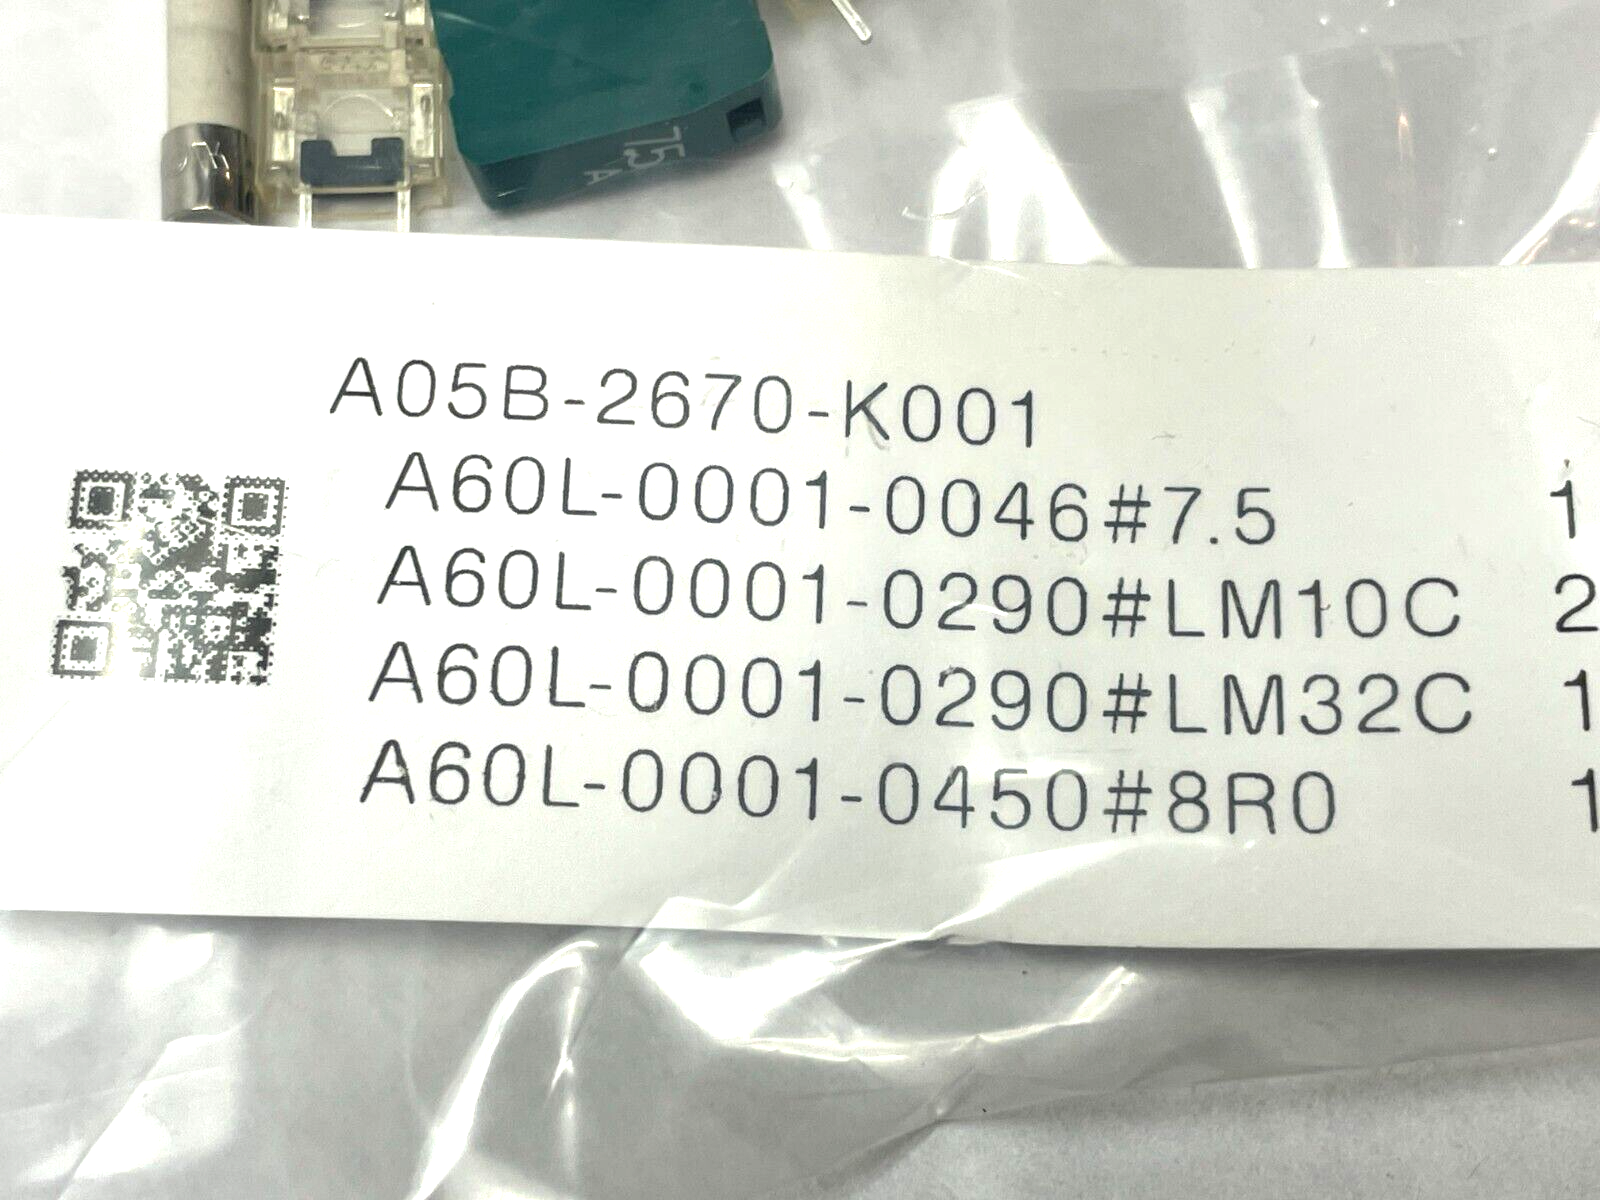 7.5
A
A05B-2670-K001
A60L-0001-0046#7.5 1
A60L-0001-0290#LM10C 2
A60L-0001-0290#LM32C 1
A60L-0001-0450#8R0 1